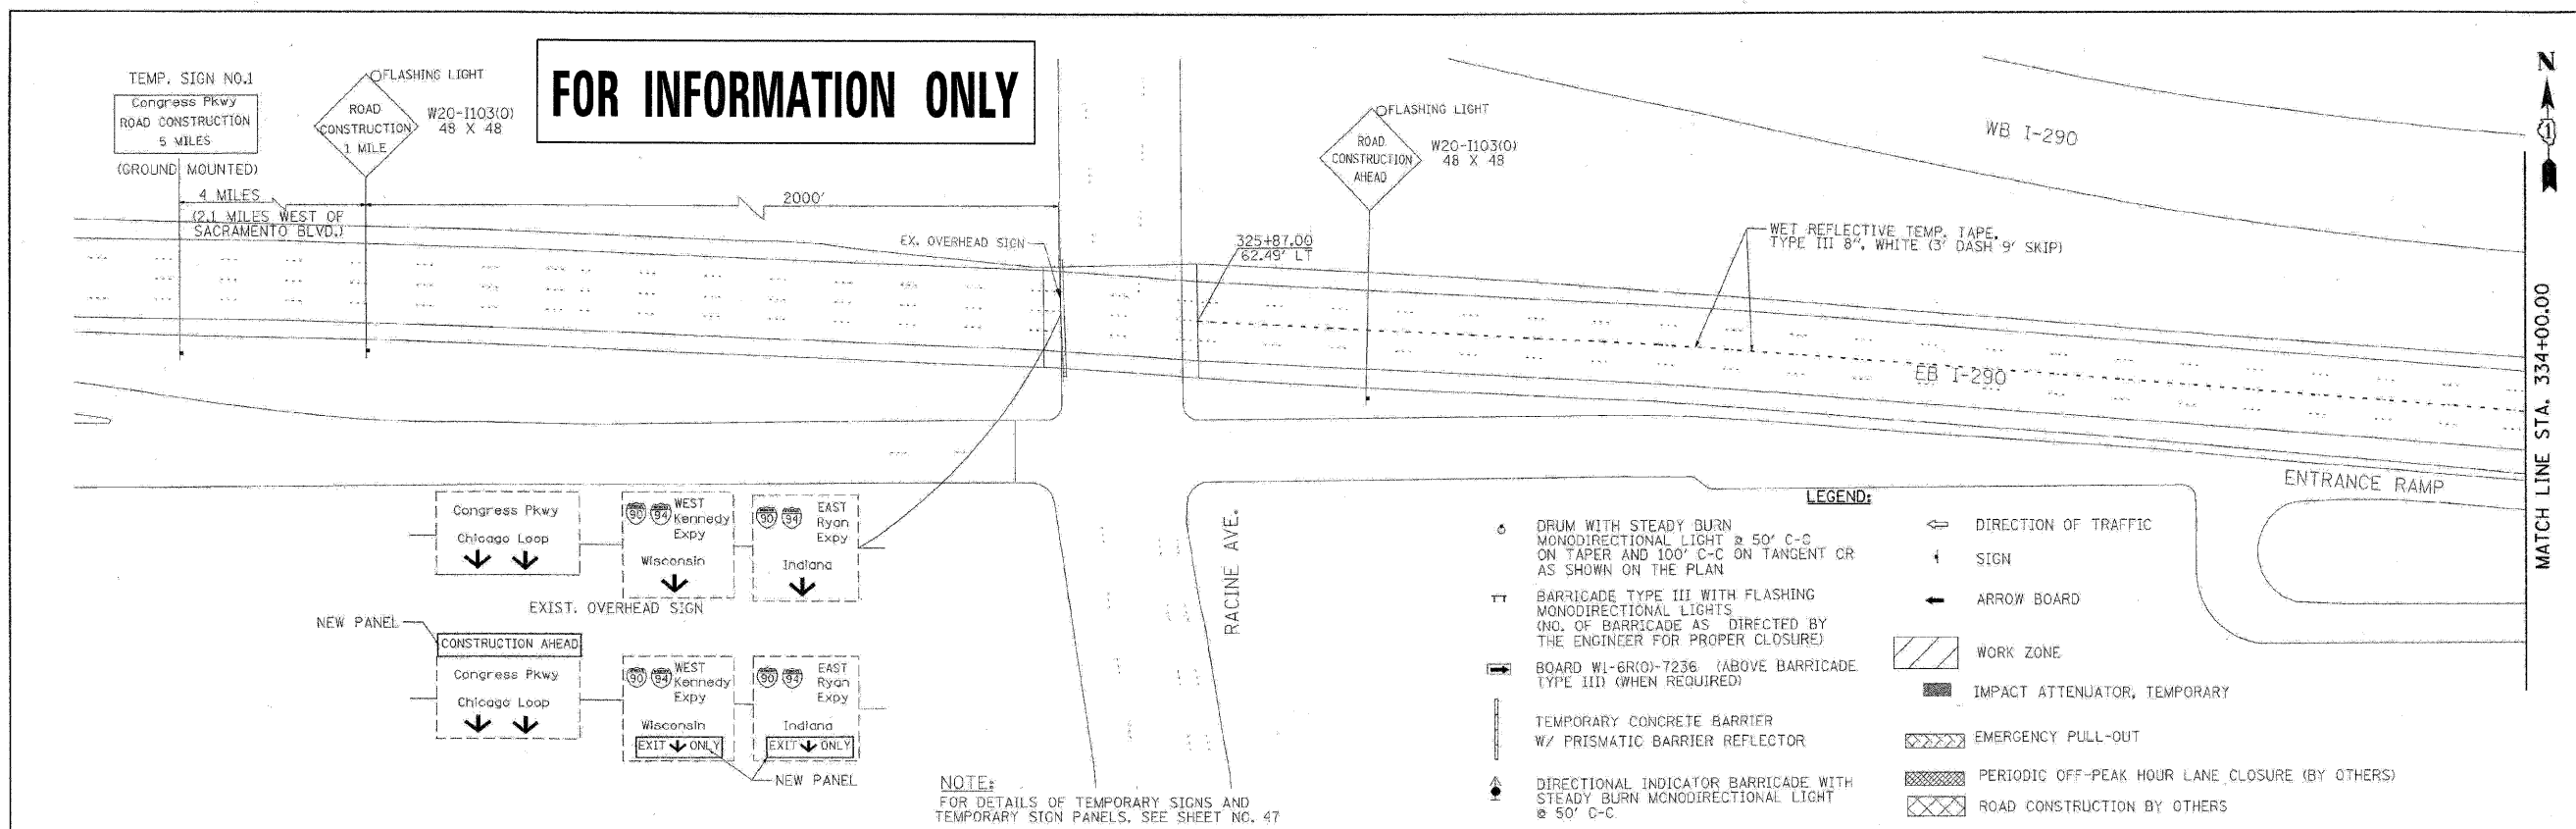 TEMP. SIGN NO.1
Congress Pkwy
ROAD CONSTRUCTION
5 MILES
(GROUND MOUNTED)
4 MILES
(2.1 MILES WEST OF
SACRAMENTO BLVD.)
FLASHING LIGHT
ROAD
CONSTRUCTION
1 MILE
W20-I103(O)
48 X 48
FOR INFORMATION ONLY
2000'
EX. OVERHEAD SIGN
325+87.00
62.49' LT
FLASHING LIGHT
ROAD
CONSTRUCTION
AHEAD
W20-I103(O)
48 X 48
WET REFLECTIVE TEMP. TAPE,
TYPE III 8", WHITE (3' DASH 9' SKIP)
WB I-290
EB I-290
N
1
MATCH LINE STA. 334+00.00
ENTRANCE RAMP
RACINE AVE.
Congress Pkwy
Chicago Loop
90 94 WEST
Kennedy
Expy
Wisconsin
90 94 EAST
Ryan
Expy
Indiana
EXIST. OVERHEAD SIGN
NEW PANEL
CONSTRUCTION AHEAD
Congress Pkwy
Chicago Loop
90 94 WEST
Kennedy
Expy
Wisconsin
EXIT ONLY
90 94 EAST
Ryan
Expy
Indiana
EXIT ONLY
NEW PANEL
NOTE:
FOR DETAILS OF TEMPORARY SIGNS AND
TEMPORARY SIGN PANELS, SEE SHEET NO. 47
LEGEND:
DRUM WITH STEADY BURN
MONODIRECTIONAL LIGHT @ 50' C-C
ON TAPER AND 100' C-C ON TANGENT OR
AS SHOWN ON THE PLAN
BARRICADE TYPE III WITH FLASHING
MONODIRECTIONAL LIGHTS
(NO. OF BARRICADE AS DIRECTED BY
THE ENGINEER FOR PROPER CLOSURE)
BOARD W1-6R(O)-7236 (ABOVE BARRICADE
TYPE III) (WHEN REQUIRED)
TEMPORARY CONCRETE BARRIER
W/ PRISMATIC BARRIER REFLECTOR
DIRECTIONAL INDICATOR BARRICADE WITH
STEADY BURN MONODIRECTIONAL LIGHT
@ 50' C-C
DIRECTION OF TRAFFIC
SIGN
ARROW BOARD
WORK ZONE
IMPACT ATTENUATOR, TEMPORARY
EMERGENCY PULL-OUT
PERIODIC OFF-PEAK HOUR LANE CLOSURE (BY OTHERS)
ROAD CONSTRUCTION BY OTHERS